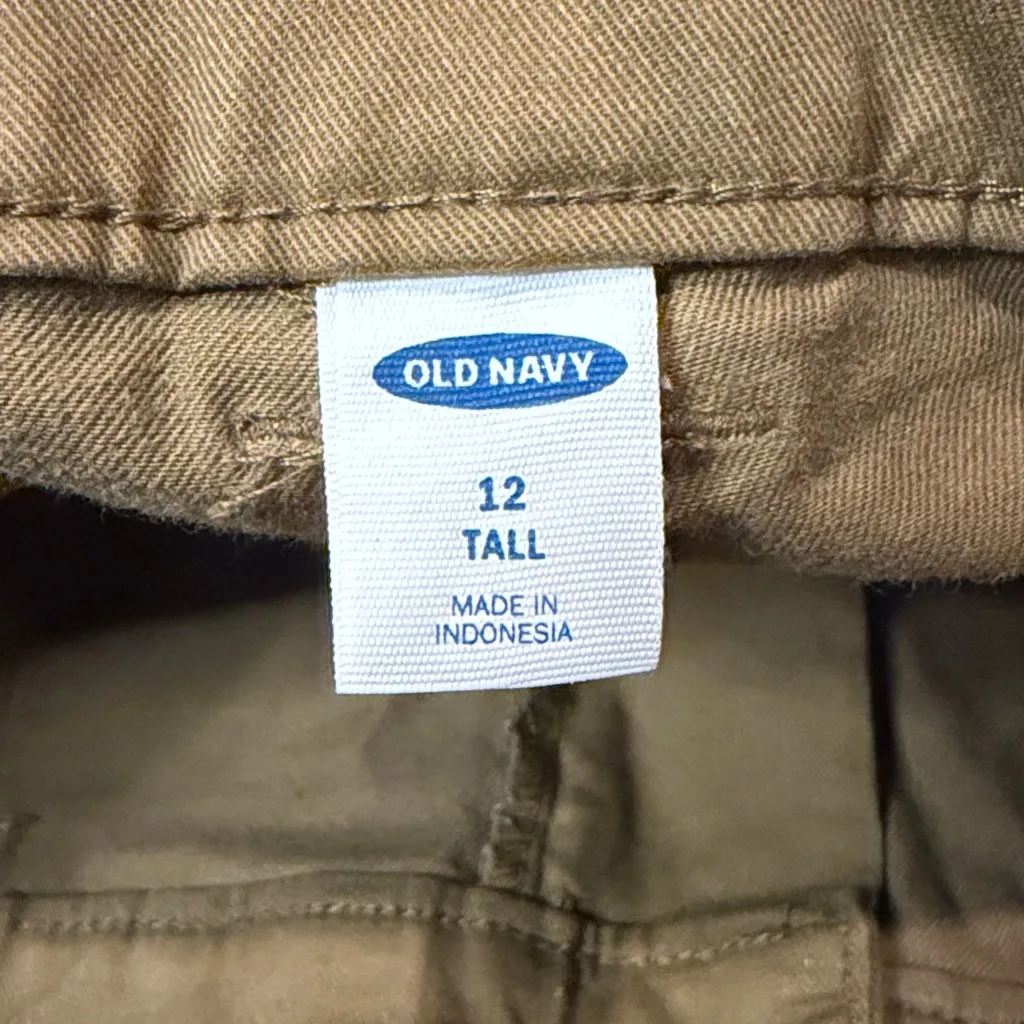 OLD NAVY
12
TALL
MADE IN
INDONESIA